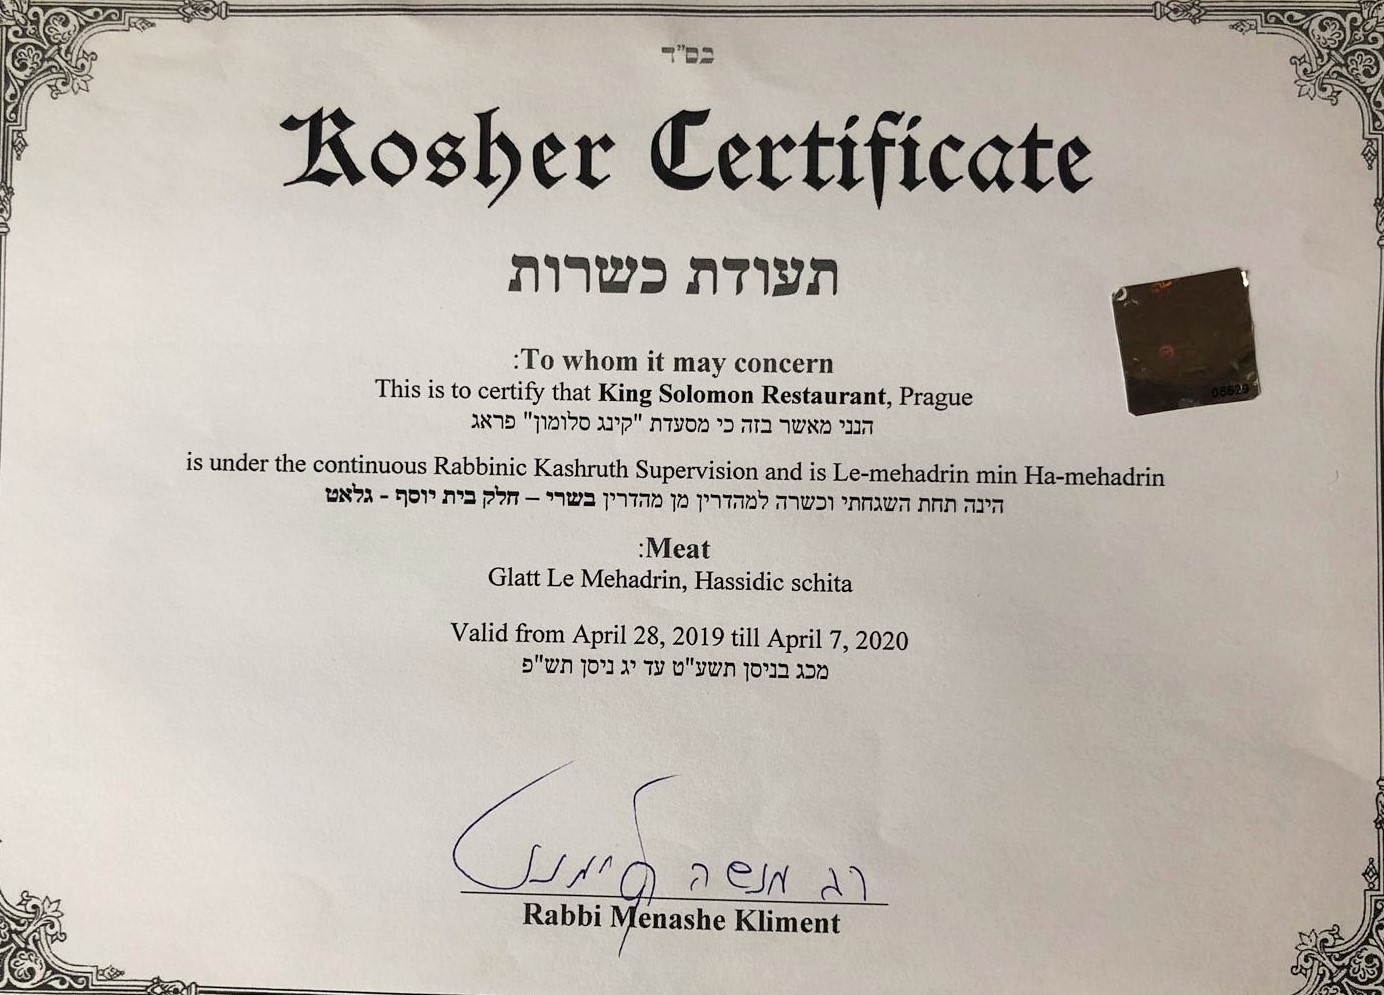 בס"ד
Kosher Certificate
תעודת כשרות
:To whom it may concern
This is to certify that King Solomon Restaurant, Prague
הנני מאשר בזה כי מסעדת "קינג סלומון" פראג
is under the continuous Rabbinic Kashruth Supervision and is Le-mehadrin min Ha-mehadrin
הינה תחת השגחתי וכשרה למהדרין מן מהדרין בשרי – חלק בית יוסף - גלאט
:Meat
Glatt Le Mehadrin, Hassidic schita
Valid from April 28, 2019 till April 7, 2020
מכג בניסן תשע"ט עד יג ניסן תש"פ
רב מנשה קלימנט
Rabbi Menashe Kliment